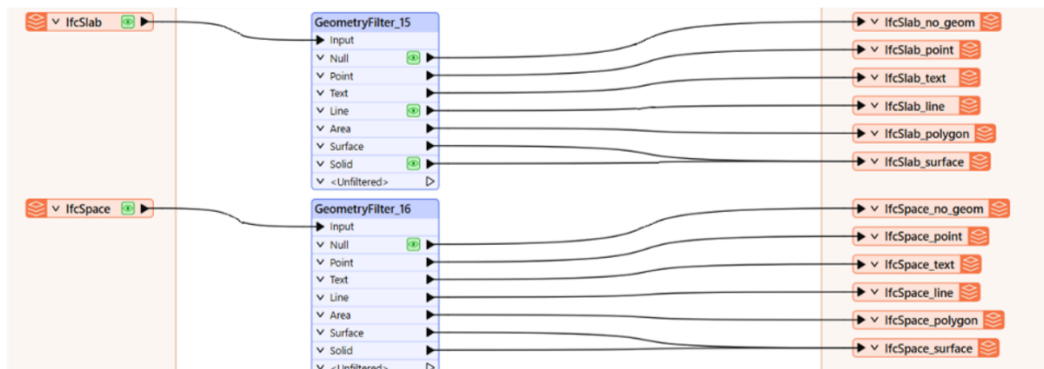 IfcSlab
GeometryFilter_15
Input
Null
Point
Text
Line
Area
Surface
Solid
<Unfiltered>
IfcSlab_no_geom
IfcSlab_point
IfcSlab_text
IfcSlab_line
IfcSlab_polygon
IfcSlab_surface
IfcSpace
GeometryFilter_16
Input
Null
Point
Text
Line
Area
Surface
Solid
<Unfiltered>
IfcSpace_no_geom
IfcSpace_point
IfcSpace_text
IfcSpace_line
IfcSpace_polygon
IfcSpace_surface